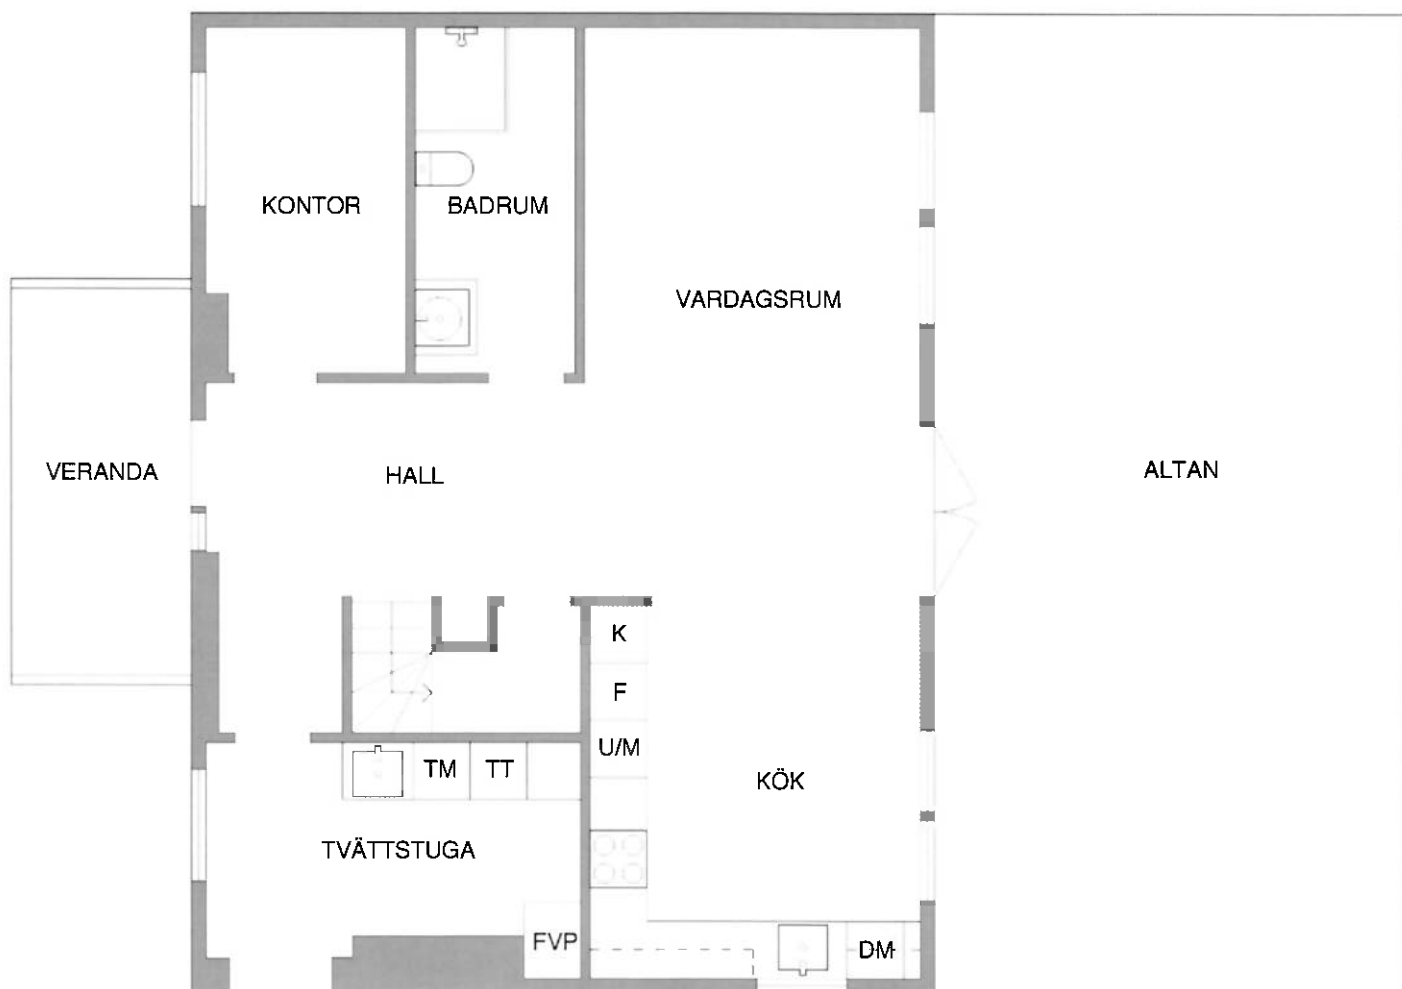 KONTOR
BADRUM
VARDAGSRUM
VERANDA
HALL
ALTAN
K
F
U/M
TM
TT
KÖK
TVÄTTSTUGA
FVP
DM